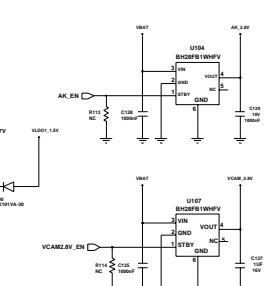 VBAT
AK_2.8V
U104
BH28FB1WHFV
3 VIN
VOUT 4
2 GND
NC 5
AK_EN
1 STBY
GND
6
R113
NC
C128
1000nF
C129
10V
1000nF
VLDO1_1.5V
VBAT
VCAM_2.8V
U107
BH28FB1WHFV
3 VIN
VOUT 4
2 GND
NC 5
VCAM2.8V_EN
1 STBY
GND
6
R114
NC
C135
1000nF
C137
1UF
16V